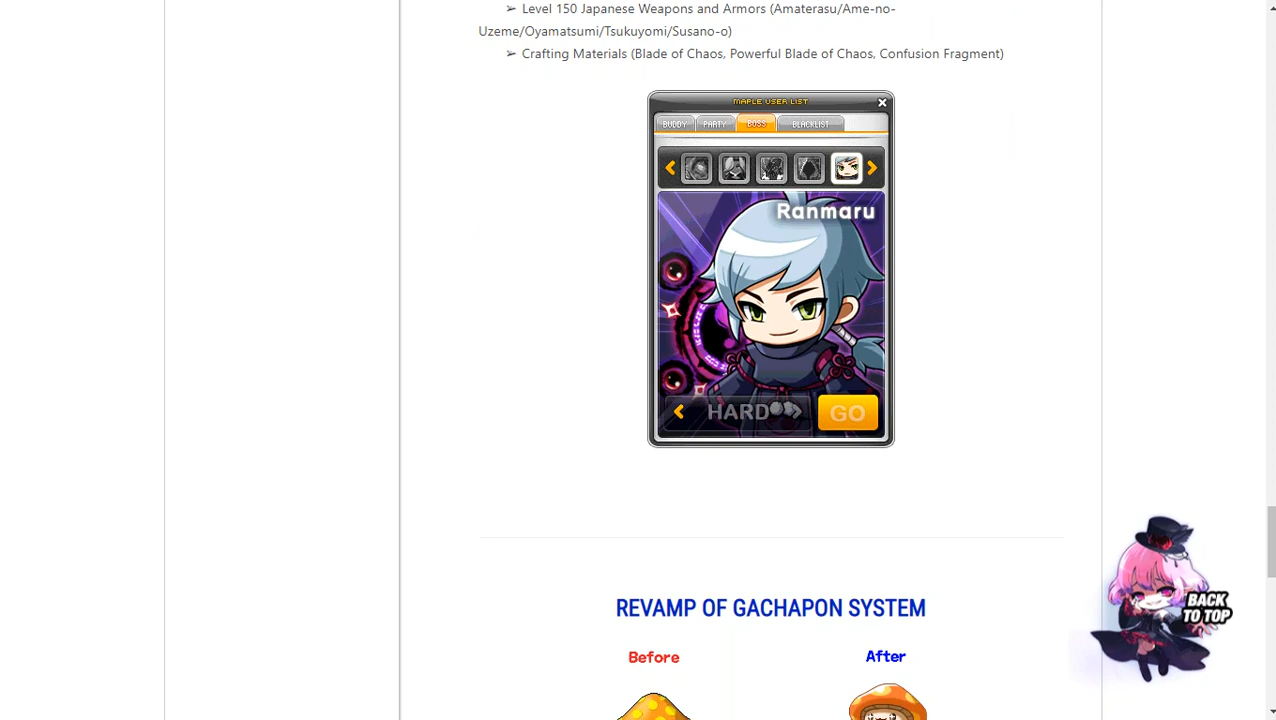 ➢ Level 150 Japanese Weapons and Armors (Amaterasu/Ame-no-
Uzeme/Oyamatsumi/Tsukuyomi/Susano-o)
➢ Crafting Materials (Blade of Chaos, Powerful Blade of Chaos, Confusion Fragment)
MAPLE USER LIST
BUDDY PARTY BOSS BLACKLIST
Ranmaru
HARD GO
REVAMP OF GACHAPON SYSTEM
Before After
BACK
TO TOP